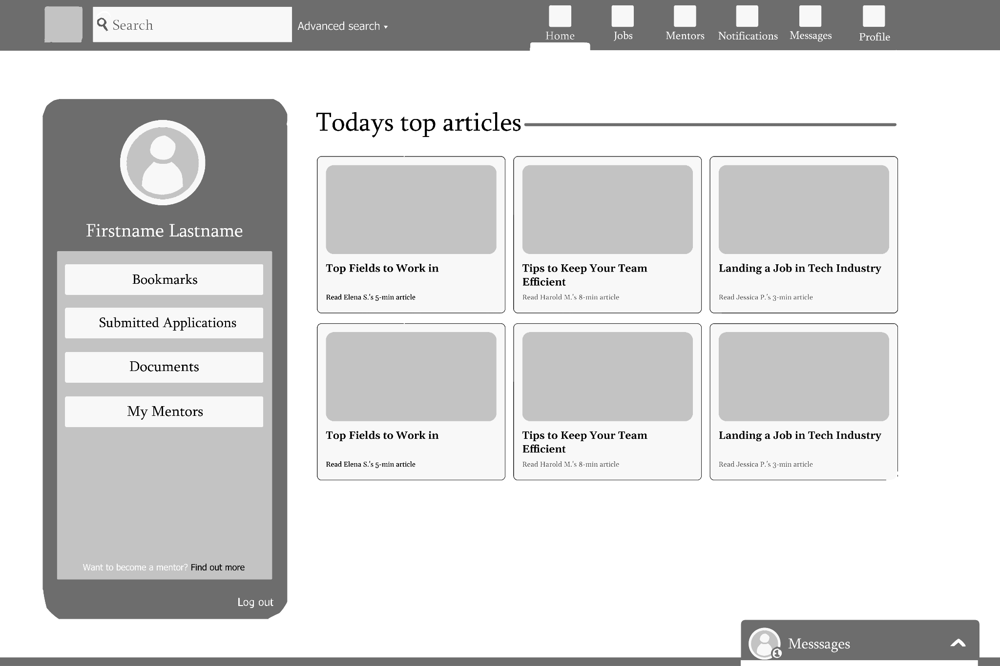 Search
Advanced search
Home
Jobs
Mentors
Notifications
Messages
Profile
Firstname Lastname
Bookmarks
Submitted Applications
Documents
My Mentors
Want to become a mentor? Find out more
Log out
Todays top articles
Top Fields to Work in
Read Elena S.'s 5-min article
Tips to Keep Your Team
Efficient
Read Harold M.'s 8-min article
Landing a Job in Tech Industry
Read Jessica P.'s 3-min article
Top Fields to Work in
Read Elena S.'s 5-min article
Tips to Keep Your Team
Efficient
Read Harold M.'s 8-min article
Landing a Job in Tech Industry
Read Jessica P.'s 3-min article
1
Messsages